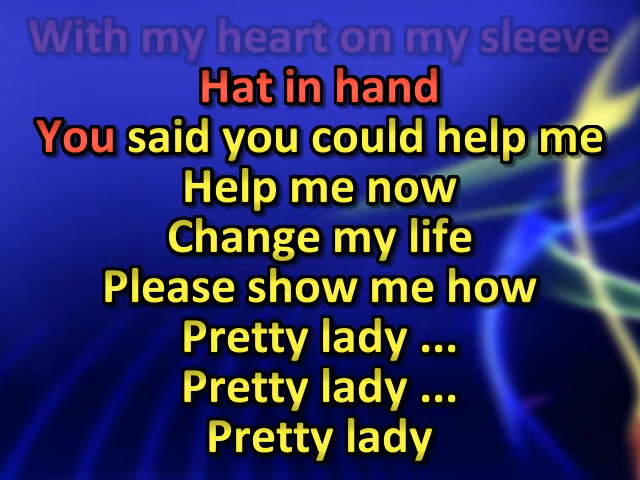 With my heart on my sleeve
Hat in hand
You said you could help me
Help me now
Change my life
Please show me how
Pretty lady ...
Pretty lady ...
Pretty lady